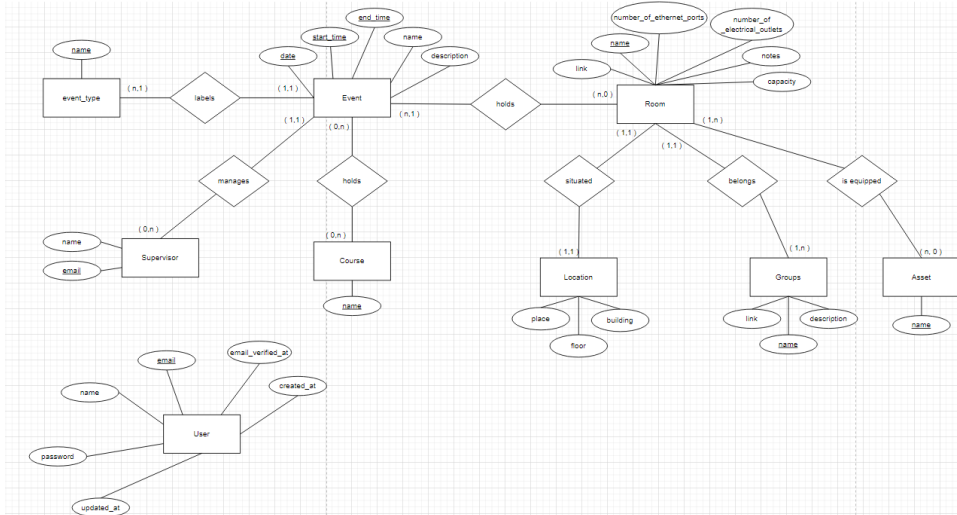 end_time
number_of_ethernet_ports
number_of
_electrical_outlets
start_time
name
name
name
date
description
notes
link
capacity
event_type
( n,1 )
labels
(1,1)
Event
holds
(n,0)
Room
(1,1)
(0,n)
( n,1)
(1,1)
( 1,1 )
(1,n)
manages
holds
situated
belongs
is equipped
(0,n)
(0,n)
name
Supervisor
email
Course
(1,1)
(1,n)
( n, 0 )
Location
Groups
Asset
name
place
building
link
description
name
floor
name
email
email_verified_at
name
created_at
User
password
updated_at